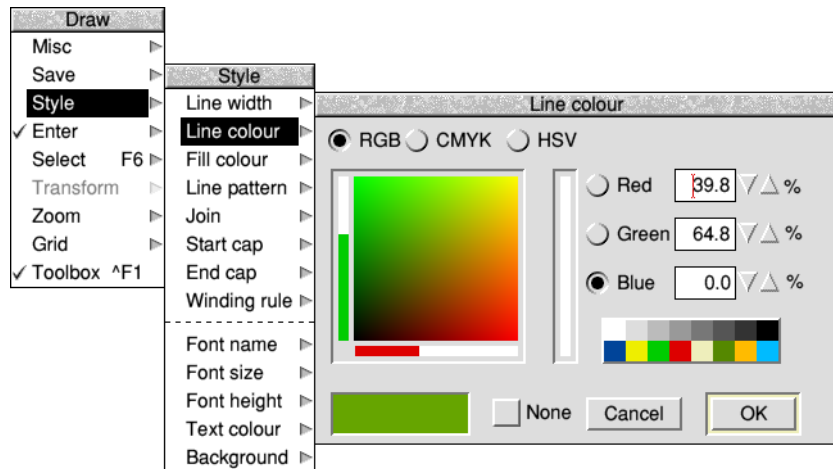 Draw
Misc
Save
Style
✓ Enter
Select F6
Transform
Zoom
Grid
✓ Toolbox ^F1
Style
Line width
Line colour
Fill colour
Line pattern
Join
Start cap
End cap
Winding rule
Font name
Font size
Font height
Text colour
Background
Line colour
RGB CMYK HSV
Red 39.8 %
Green 64.8 %
Blue 0.0 %
None Cancel OK